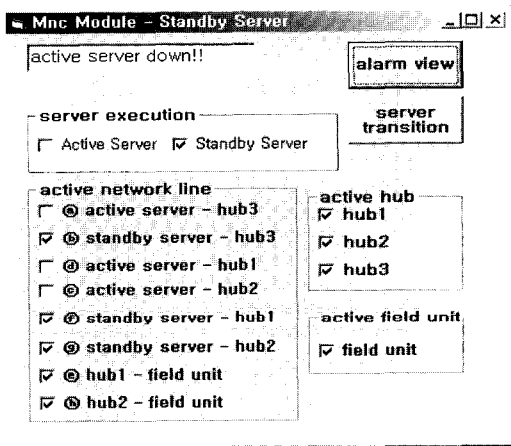 Mnc Module - Standby Server
active server down!!
alarm view
server execution
server transition
Active Server Standby Server
active network line
ⓐ active server - hub3
ⓑ standby server - hub3
ⓓ active server - hub1
ⓒ active server - hub2
ⓕ standby server - hub1
ⓖ standby server - hub2
ⓔ hub1 - field unit
ⓗ hub2 - field unit
active hub
hub1
hub2
hub3
active field unit
field unit